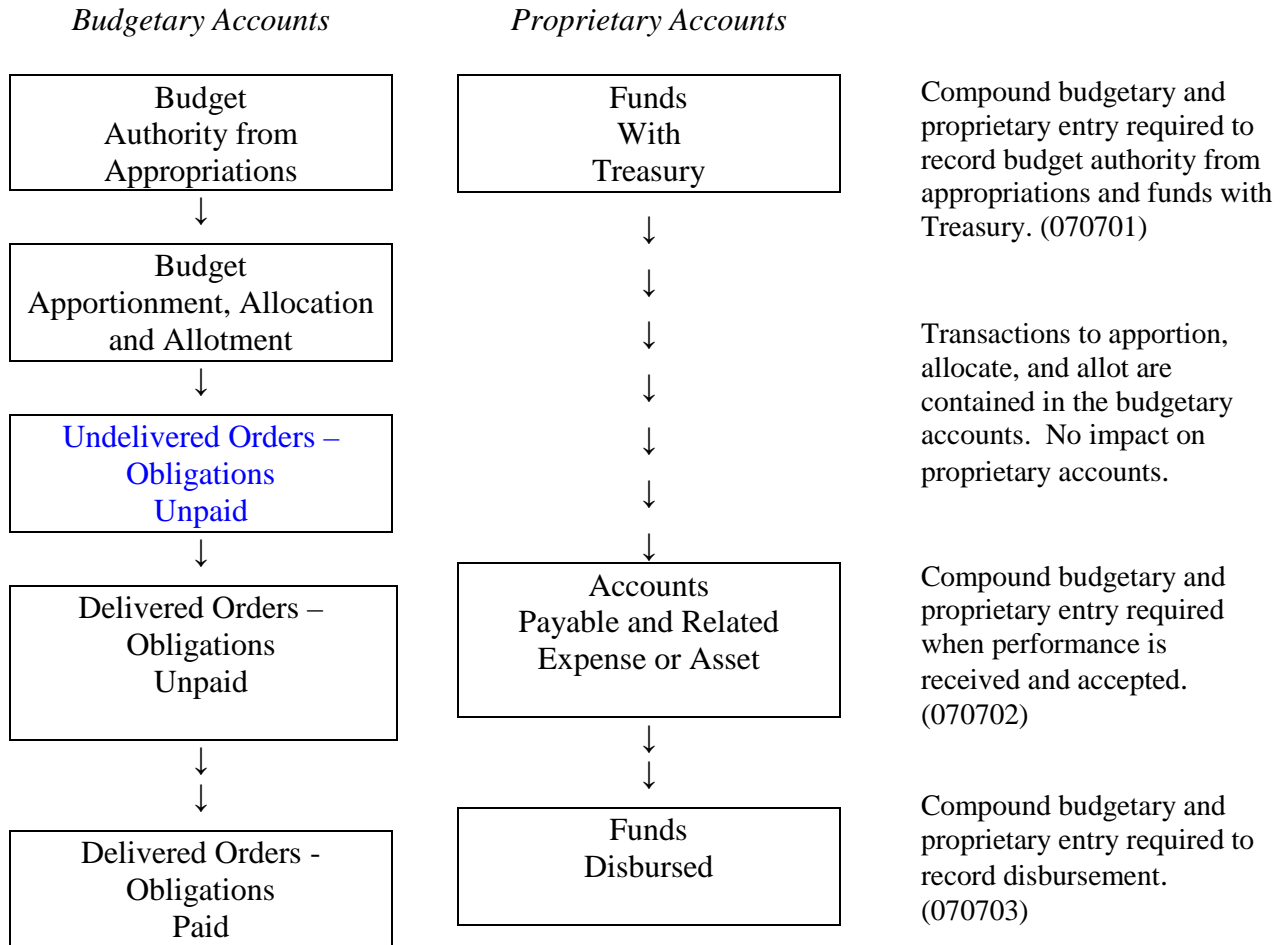 Budgetary Accounts
Proprietary Accounts
Budget
Authority from
Appropriations
Funds
With
Treasury
Compound budgetary and
proprietary entry required to
record budget authority from
appropriations and funds with
Treasury. (070701)
↓
↓
↓
↓
↓
↓
↓
↓
Budget
Apportionment, Allocation
and Allotment
Transactions to apportion,
allocate, and allot are
contained in the budgetary
accounts.  No impact on
proprietary accounts.
↓
Undelivered Orders –
Obligations
Unpaid
↓
Delivered Orders –
Obligations
Unpaid
Accounts
Payable and Related
Expense or Asset
Compound budgetary and
proprietary entry required
when performance is
received and accepted.
(070702)
↓
↓
↓
↓
Delivered Orders -
Obligations
Paid
Funds
Disbursed
Compound budgetary and
proprietary entry required to
record disbursement.
(070703)